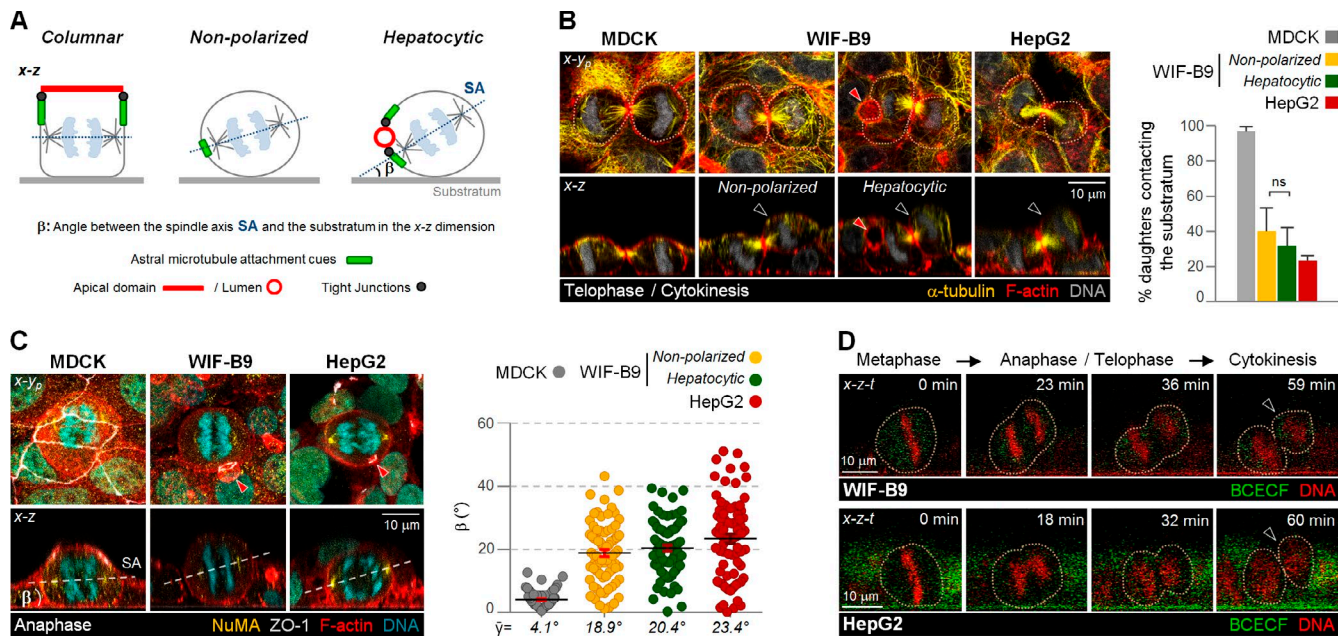 A
Columnar
Non-polarized
Hepatocytic
x-z
SA
β
Substratum
β: Angle between the spindle axis SA and the substratum in the x-z dimension
Astral microtubule attachment cues
Apical domain / Lumen Tight Junctions
B
MDCK
WIF-B9
HepG2
x-yp
x-z
Non-polarized
Hepatocytic
10 µm
Telophase / Cytokinesis
α-tubulin F-actin DNA
MDCK
WIF-B9
Non-polarized
Hepatocytic
HepG2
% daughters contacting
the substratum
100
80
60
40
20
0
ns
C
MDCK
WIF-B9
HepG2
x-yp
x-z
SA
β
10 µm
Anaphase
NuMA ZO-1 F-actin DNA
MDCK
WIF-B9
Non-polarized
Hepatocytic
HepG2
β (°)
60
40
20
0
ȳ= 4.1° 18.9° 20.4° 23.4°
D
Metaphase
Anaphase / Telophase
Cytokinesis
x-z-t
0 min
23 min
36 min
59 min
10 µm
WIF-B9
BCECF DNA
x-z-t
0 min
18 min
32 min
60 min
10 µm
HepG2
BCECF DNA